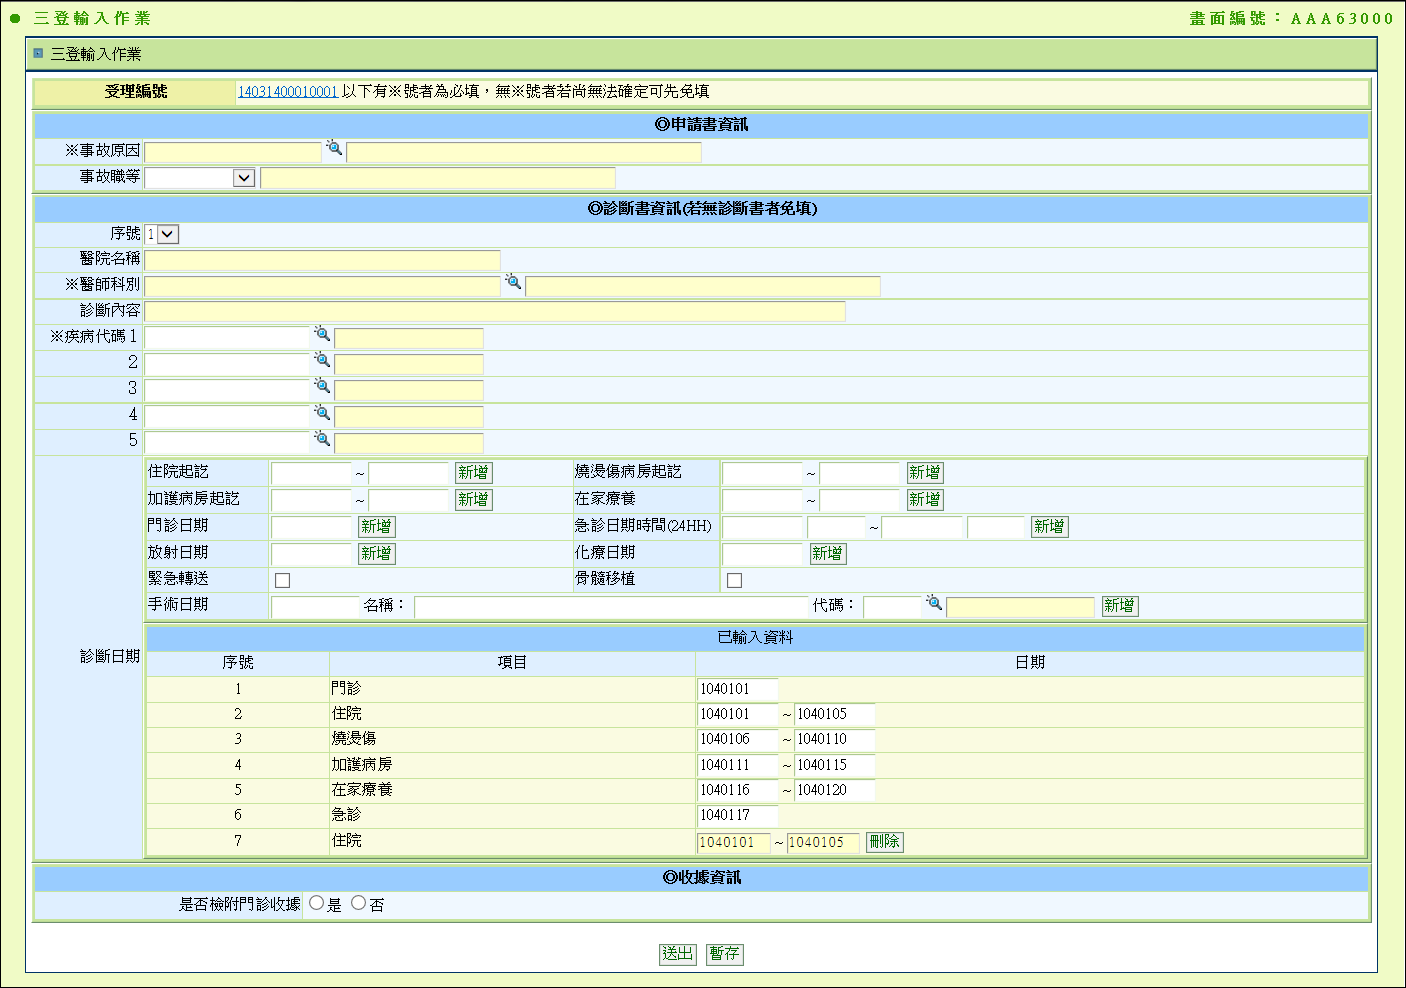 三登輸入作業 畫面編號：AAA63000
三登輸入作業
受理編號 14031400010001 以下有※號者為必填，無※號者若尚無法確定可先免填
◎申請書資訊
※事故原因
事故職等
◎診斷書資訊(若無診斷書者免填)
序號 1
醫院名稱
※醫師科別
診斷內容
※疾病代碼1
2
3
4
5
診斷日期
住院起訖 ~ 新增 燒燙傷病房起訖 ~ 新增
加護病房起訖 ~ 新增 在家療養 ~ 新增
門診日期 新增 急診日期時間(24HH) ~ 新增
放射日期 新增 化療日期 新增
緊急轉送 骨髓移植
手術日期 名稱： 代碼： 新增
已輸入資料
序號 項目 日期
1 門診 1040101
2 住院 1040101 ~ 1040105
3 燒燙傷 1040106 ~ 1040110
4 加護病房 1040111 ~ 1040115
5 在家療養 1040116 ~ 1040120
6 急診 1040117
7 住院 1040101 ~ 1040105 刪除
◎收據資訊
是否檢附門診收據 是 否
送出 暫存